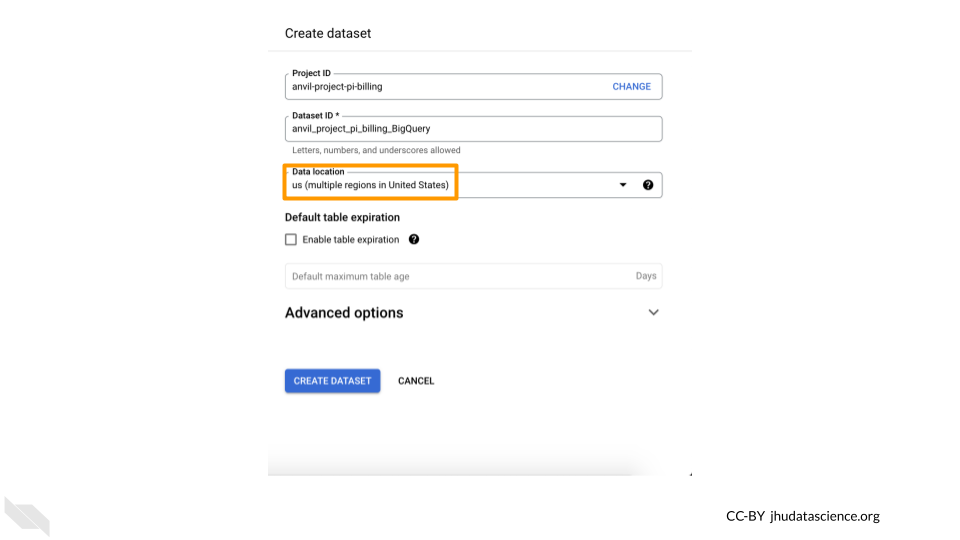 Create dataset
Project ID
anvil-project-pi-billing
CHANGE
Dataset ID *
anvil_project_pi_billing_BigQuery
Letters, numbers, and underscores allowed
Data location
us (multiple regions in United States)
Default table expiration
Enable table expiration
Default maximum table age
Days
Advanced options
CREATE DATASET
CANCEL
CC-BY jhudatascience.org